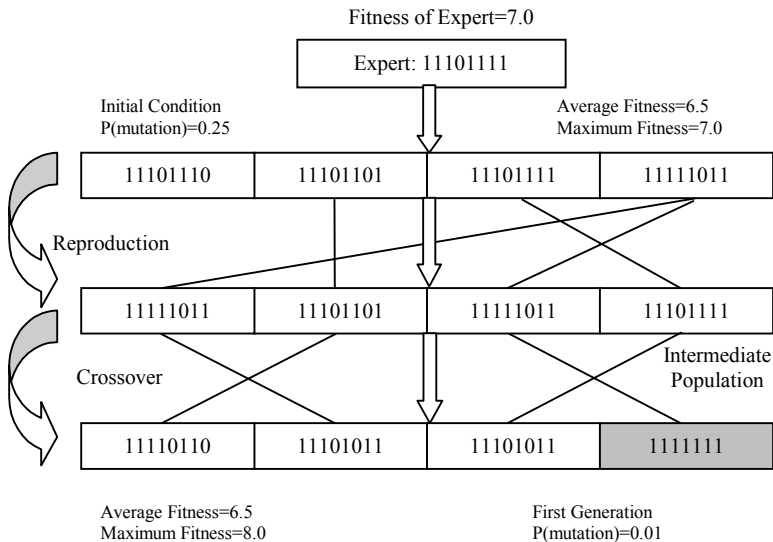 Fitness of Expert=7.0
Expert: 11101111
Initial Condition
P(mutation)=0.25
Average Fitness=6.5
Maximum Fitness=7.0
11101110 11101101 11101111 11111011
Reproduction
11111011 11101101 11111011 11101111
Crossover
Intermediate
Population
11110110 11101011 11101011 1111111
Average Fitness=6.5
Maximum Fitness=8.0
First Generation
P(mutation)=0.01